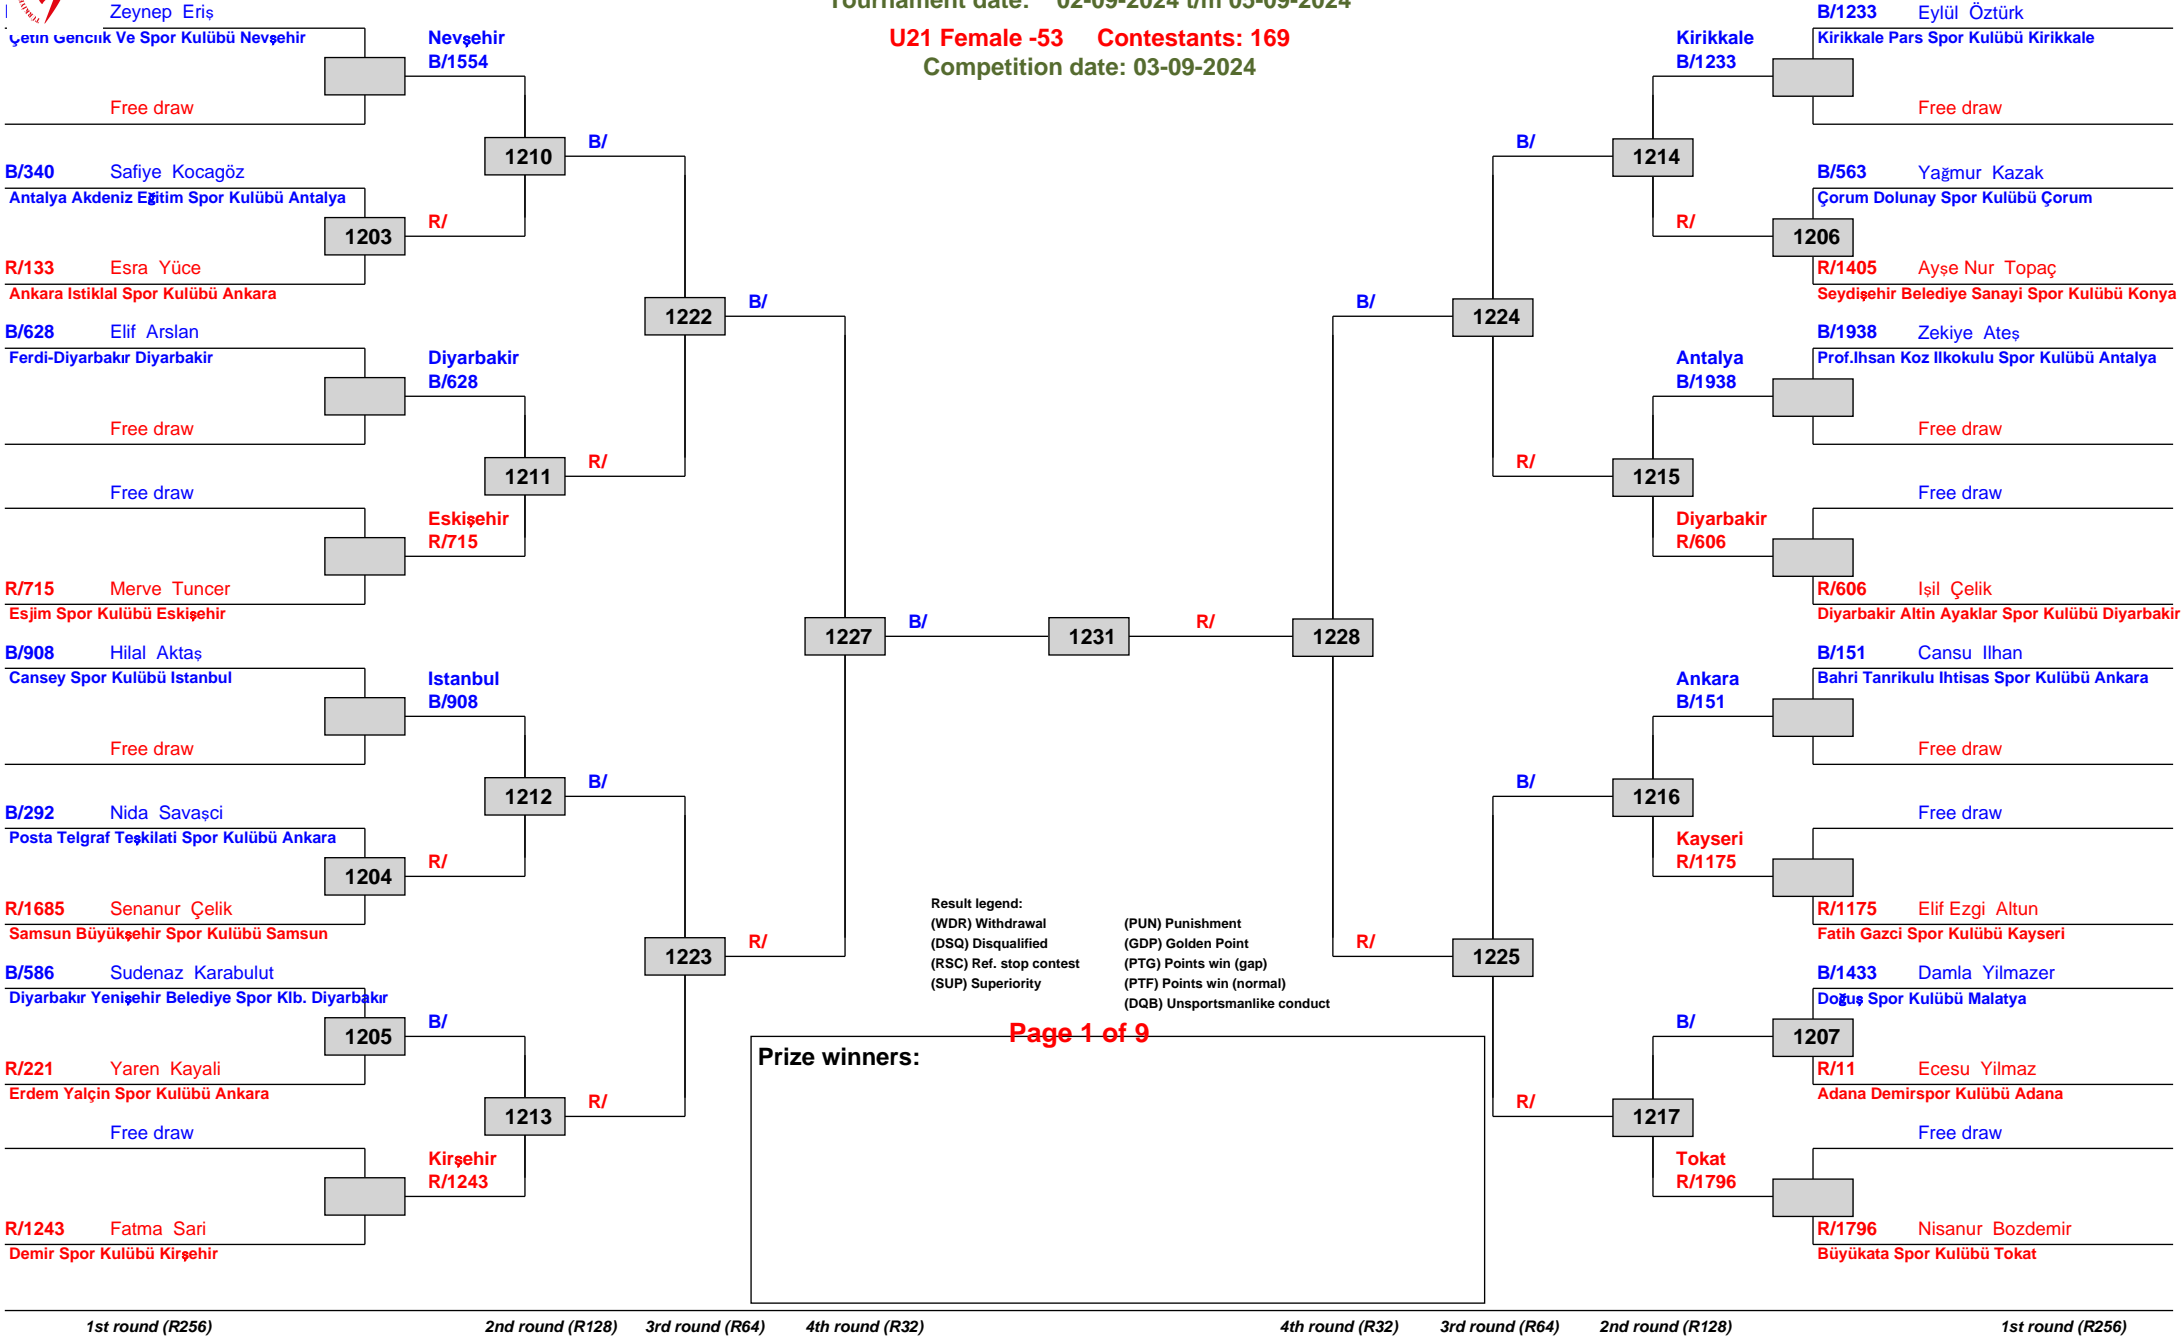 Tournament date: 02-09-2024 t/m 05-09-2024
U21 Female -53 Contestants: 169
Competition date: 03-09-2024
Zeynep Eriş
Çetin Gençlik Ve Spor Kulübü Nevşehir
Free draw
Nevşehir
B/1554
B/340 Safiye Kocagöz
Antalya Akdeniz Eğitim Spor Kulübü Antalya
1203
R/133 Esra Yüce
Ankara Istiklal Spor Kulübü Ankara
R/
1210
B/
B/628 Elif Arslan
Ferdi-Diyarbakır Diyarbakir
Free draw
Diyarbakir
B/628
Free draw
R/715 Merve Tuncer
Esjim Spor Kulübü Eskişehir
Eskişehir
R/715
1211
R/
1222
B/
B/908 Hilal Aktaş
Cansey Spor Kulübü Istanbul
Free draw
Istanbul
B/908
B/292 Nida Savaşci
Posta Telgraf Teşkilati Spor Kulübü Ankara
1204
R/1685 Senanur Çelik
Samsun Büyükşehir Spor Kulübü Samsun
R/
1212
B/
B/586 Sudenaz Karabulut
Diyarbakır Yenişehir Belediye Spor Klb. Diyarbakır
1205
R/221 Yaren Kayali
Erdem Yalçin Spor Kulübü Ankara
B/
Free draw
R/1243 Fatma Sari
Demir Spor Kulübü Kirşehir
Kirşehir
R/1243
1213
R/
1223
R/
1227
B/
1231
R/
1228
B/
1224
B/
1214
Kirikkale
B/1233
B/1233 Eylül Öztürk
Kirikkale Pars Spor Kulübü Kirikkale
Free draw
R/
1206
B/563 Yağmur Kazak
Çorum Dolunay Spor Kulübü Çorum
R/1405 Ayşe Nur Topaç
Seydişehir Belediye Sanayi Spor Kulübü Konya
R/
1215
Antalya
B/1938
B/1938 Zekiye Ateş
Prof.Ihsan Koz Ilkokulu Spor Kulübü Antalya
Free draw
Diyarbakir
R/606
Free draw
R/606 Işil Çelik
Diyarbakir Altin Ayaklar Spor Kulübü Diyarbakir
R/
1225
B/
1216
Ankara
B/151
B/151 Cansu Ilhan
Bahri Tanrikulu Ihtisas Spor Kulübü Ankara
Free draw
Kayseri
R/1175
Free draw
R/1175 Elif Ezgi Altun
Fatih Gazci Spor Kulübü Kayseri
R/
1217
B/
1207
B/1433 Damla Yilmazer
Doğuş Spor Kulübü Malatya
R/11 Ecesu Yilmaz
Adana Demirspor Kulübü Adana
Tokat
R/1796
Free draw
R/1796 Nisanur Bozdemir
Büyükata Spor Kulübü Tokat
Result legend:
(WDR) Withdrawal (PUN) Punishment
(DSQ) Disqualified (GDP) Golden Point
(RSC) Ref. stop contest (PTG) Points win (gap)
(SUP) Superiority (PTF) Points win (normal)
(DQB) Unsportsmanlike conduct
Page 1 of 9
Prize winners:
1st round (R256) 2nd round (R128) 3rd round (R64) 4th round (R32) 4th round (R32) 3rd round (R64) 2nd round (R128) 1st round (R256)